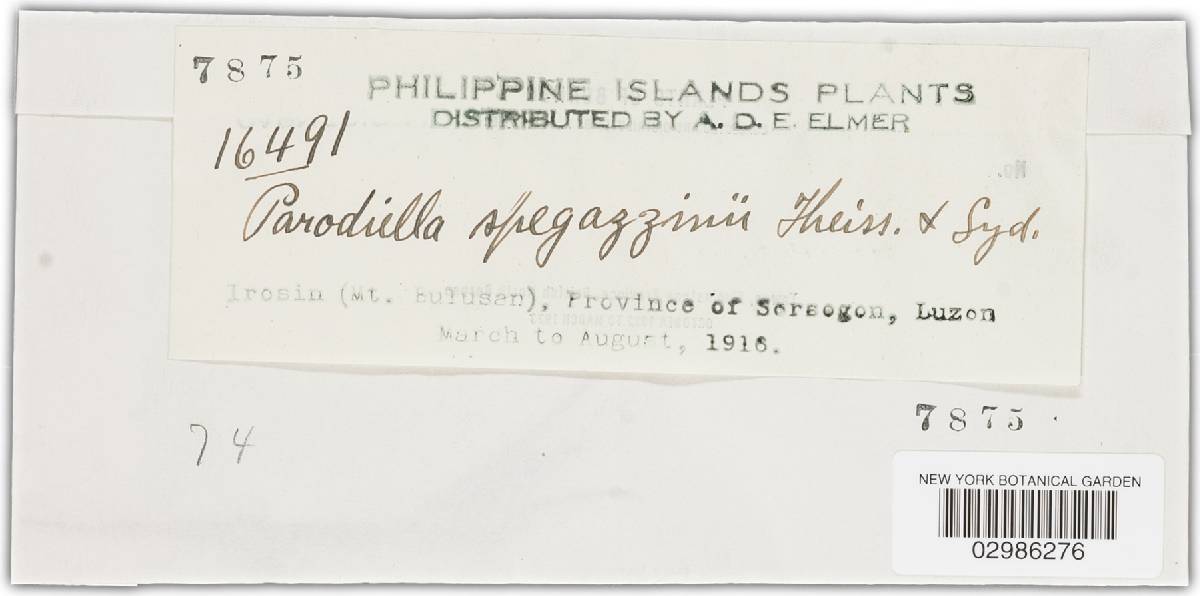 7875
PHILIPPINE ISLANDS PLANTS
DISTRIBUTED BY A. D. E. ELMER
16491
No.
Parodiella spegazzinii Theiss. & Syd.
Irosin (Mt. Bulusan), Province of Sorsogon, Luzon
March to August, 1916.
74
7875
NEW YORK BOTANICAL GARDEN
02986276